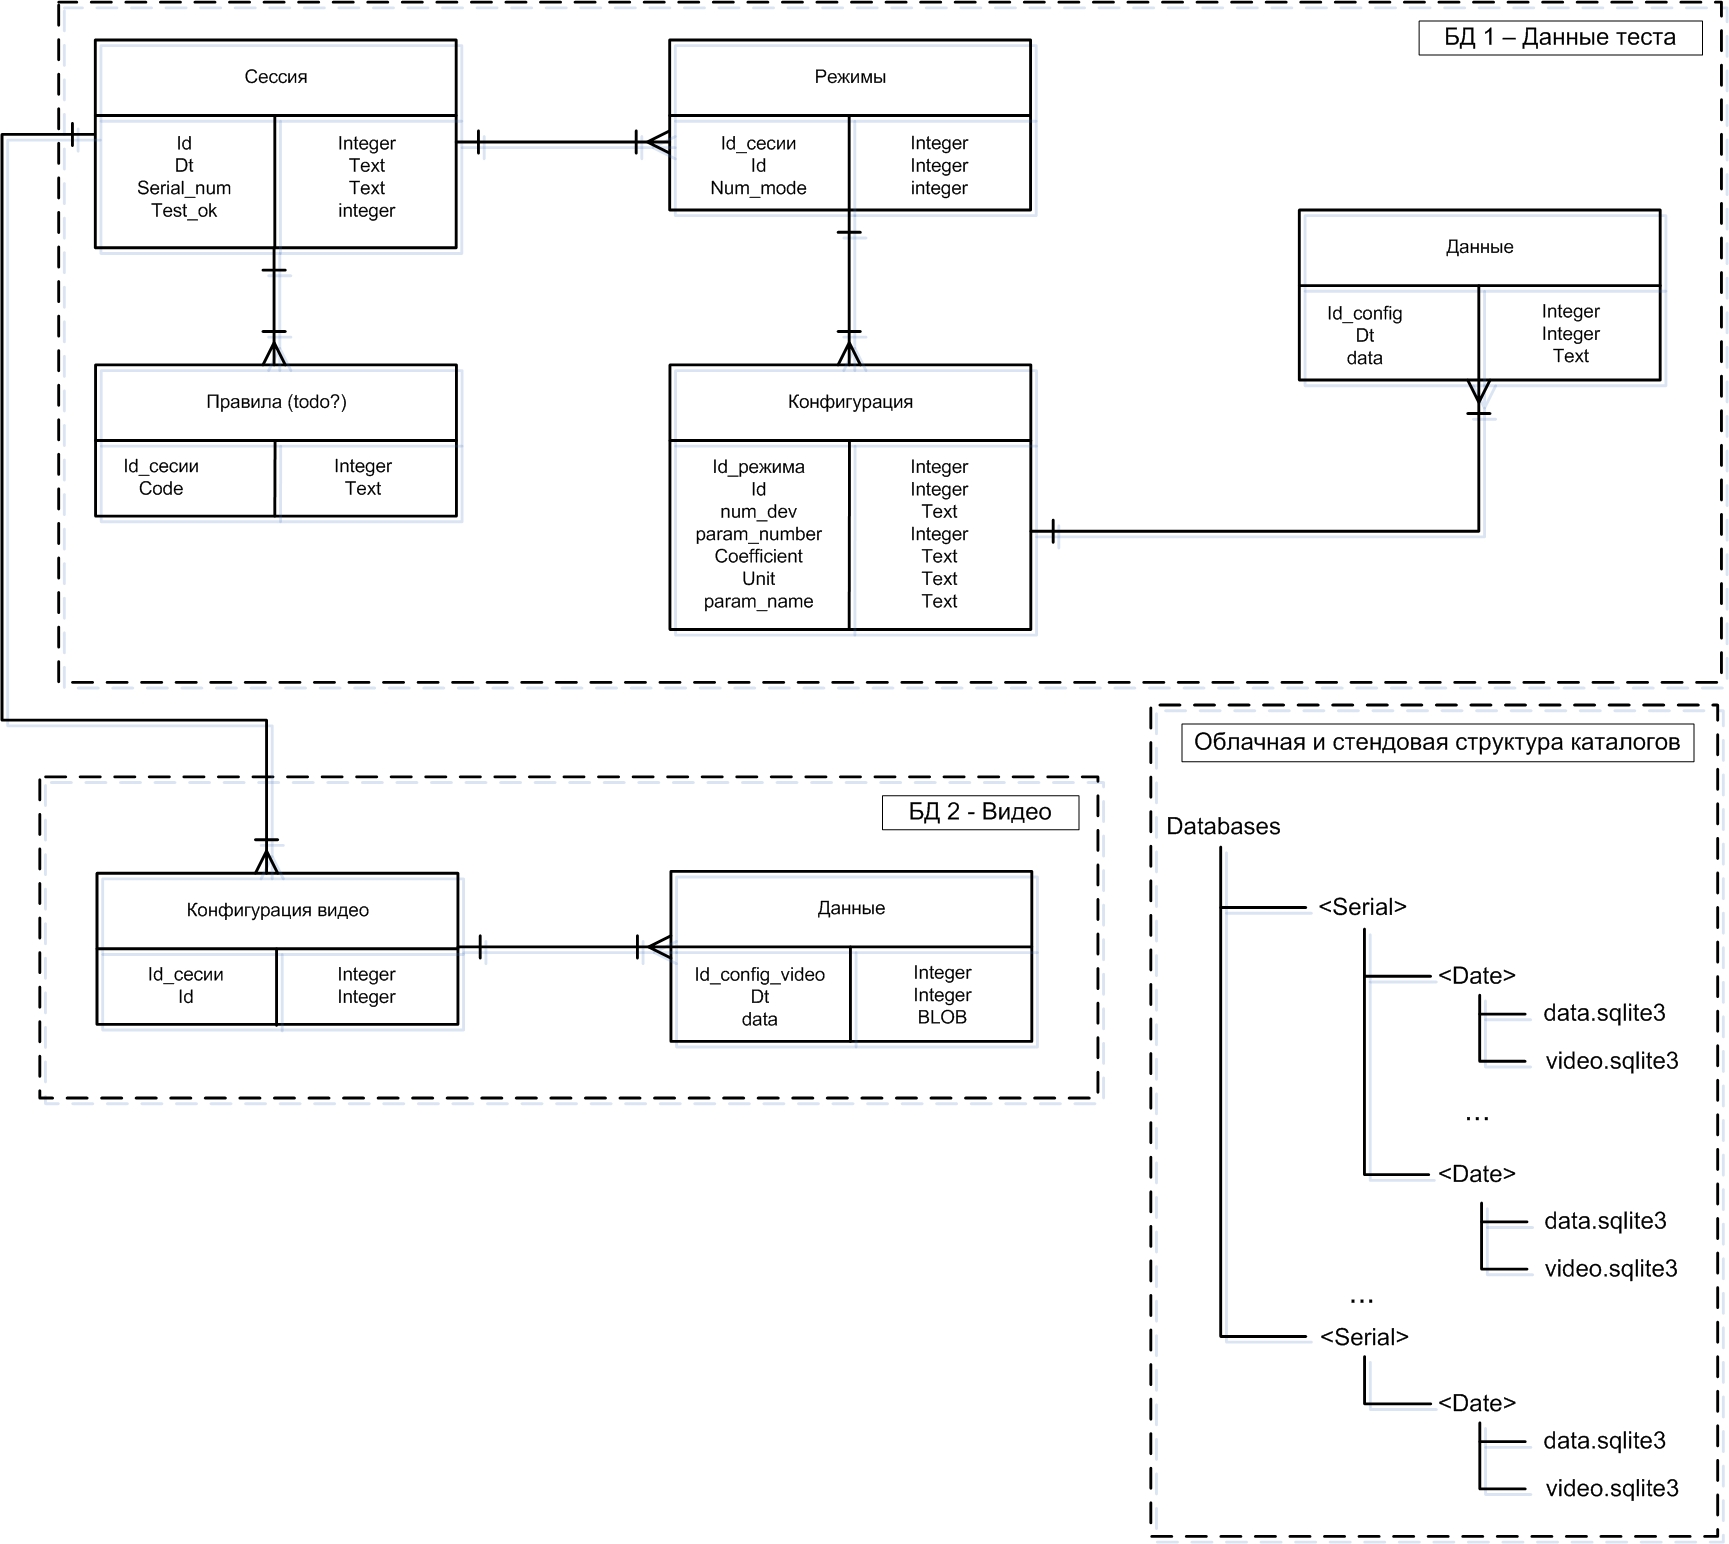 БД 1 – Данные теста
Сессия
Id Integer
Dt Text
Serial_num Text
Test_ok integer
Режимы
Id_сесии Integer
Id Integer
Num_mode integer
Данные
Id_config Integer
Dt Integer
data Text
Правила (todo?)
Id_сесии Integer
Code Text
Конфигурация
Id_режима Integer
Id Integer
num_dev Text
param_number Integer
Coefficient Text
Unit Text
param_name Text
БД 2 - Видео
Конфигурация видео
Id_сесии Integer
Id Integer
Данные
Id_config_video Integer
Dt Integer
data BLOB
Облачная и стендовая структура каталогов
Databases
<Serial>
<Date>
data.sqlite3
video.sqlite3
...
<Date>
data.sqlite3
video.sqlite3
...
<Serial>
<Date>
data.sqlite3
video.sqlite3